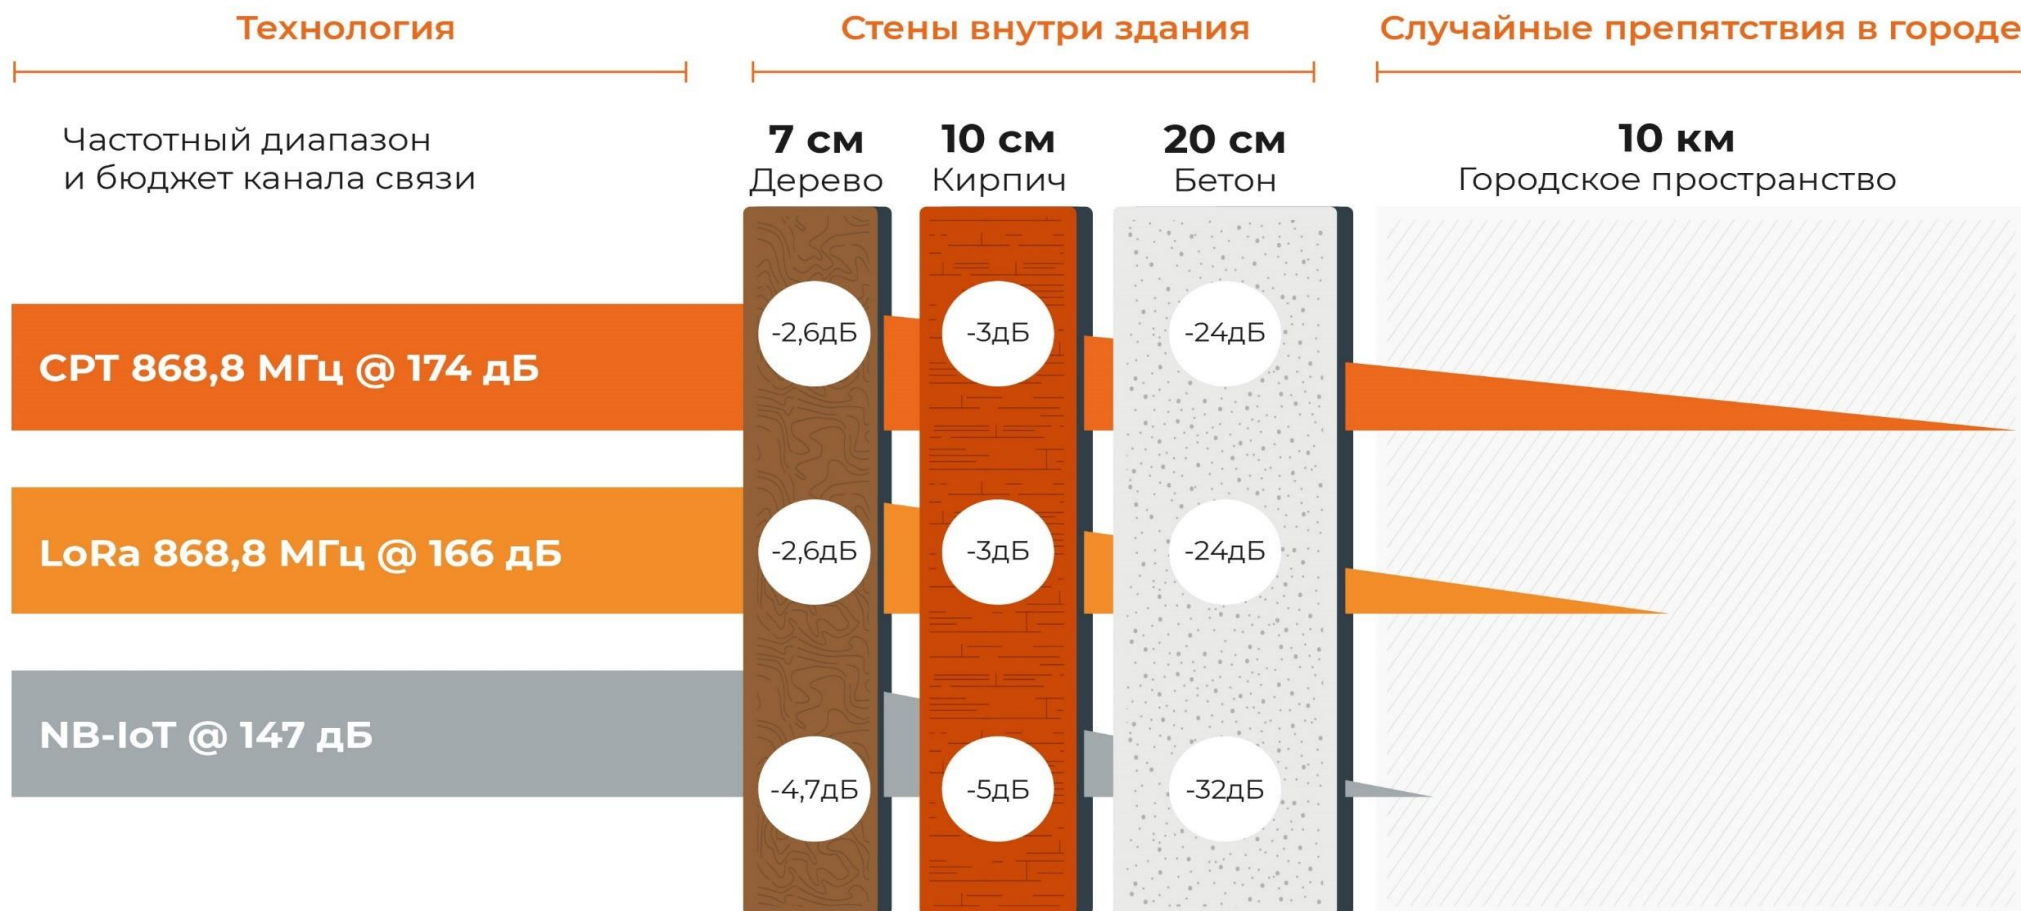 Технология
Стены внутри здания
Случайные препятствия в городе
Частотный диапазон
и бюджет канала связи
7 см
Дерево
10 см
Кирпич
20 см
Бетон
10 км
Городское пространство
СРТ 868,8 МГц @ 174 дБ
-2,6дБ
-3дБ
-24дБ
LoRa 868,8 МГц @ 166 дБ
-2,6дБ
-3дБ
-24дБ
NB-IoT @ 147 дБ
-4,7дБ
-5дБ
-32дБ